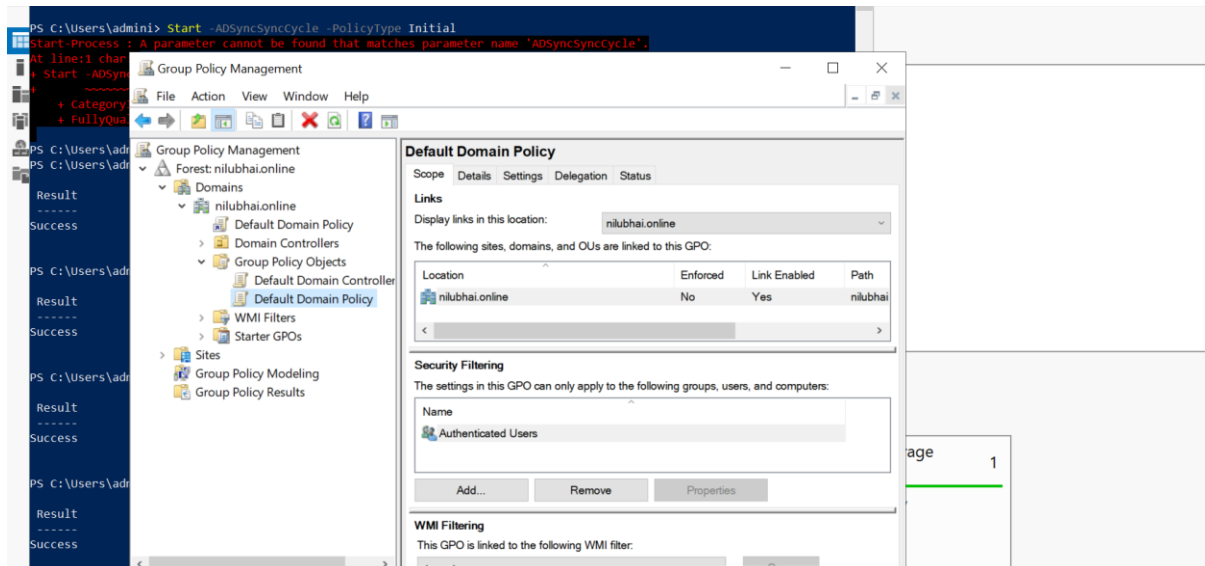 PS C:\Users\admini> Start -ADSyncSyncCycle -PolicyType Initial
Start-Process : A parameter cannot be found that matches parameter name 'ADSyncSyncCycle'.
At line:1 char
+ Start -ADSync
+ ~~~~~~
+ Category
+ FullyQua
PS C:\Users\adm
PS C:\Users\adm
Result
------
Success
PS C:\Users\adm
Result
------
Success
PS C:\Users\adm
Result
------
Success
PS C:\Users\adm
Result
------
Success
Group Policy Management
File Action View Window Help
Group Policy Management
Forest: nilubhai.online
Domains
nilubhai.online
Default Domain Policy
Domain Controllers
Group Policy Objects
Default Domain Controller
Default Domain Policy
WMI Filters
Starter GPOs
Sites
Group Policy Modeling
Group Policy Results
Default Domain Policy
Scope Details Settings Delegation Status
Links
Display links in this location: nilubhai.online
The following sites, domains, and OUs are linked to this GPO:
Location Enforced Link Enabled Path
nilubhai.online No Yes nilubhai
Security Filtering
The settings in this GPO can only apply to the following groups, users, and computers:
Name
Authenticated Users
Add... Remove Properties
WMI Filtering
This GPO is linked to the following WMI filter:
rage 1